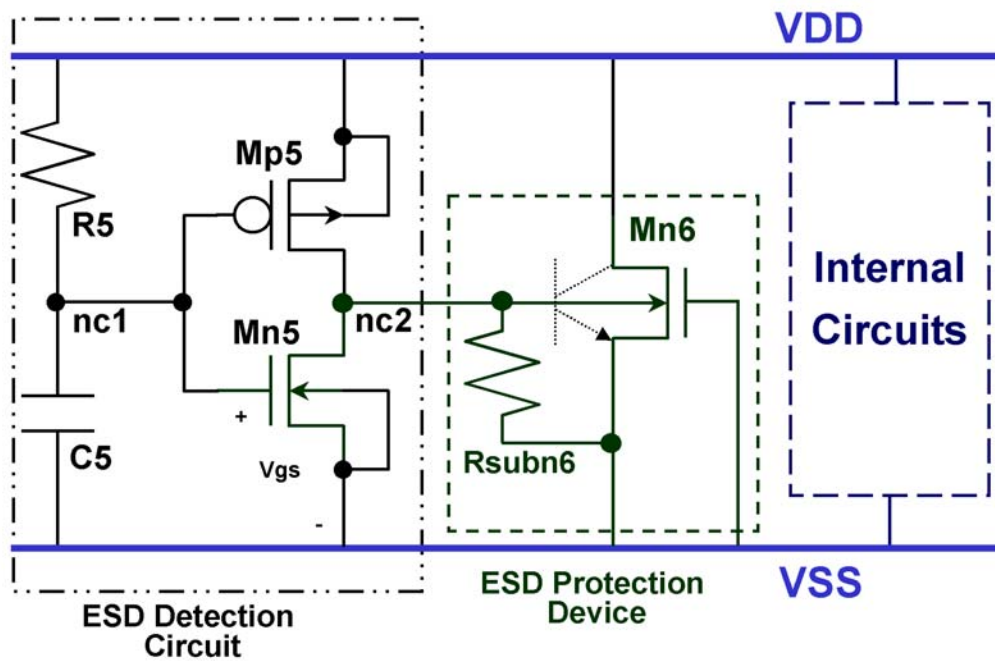 VDD
Mp5
R5
Mn6
Internal
Circuits
nc1
Mn5
nc2
+
C5
Vgs
Rsubn6
-
VSS
ESD Detection
Circuit
ESD Protection
Device